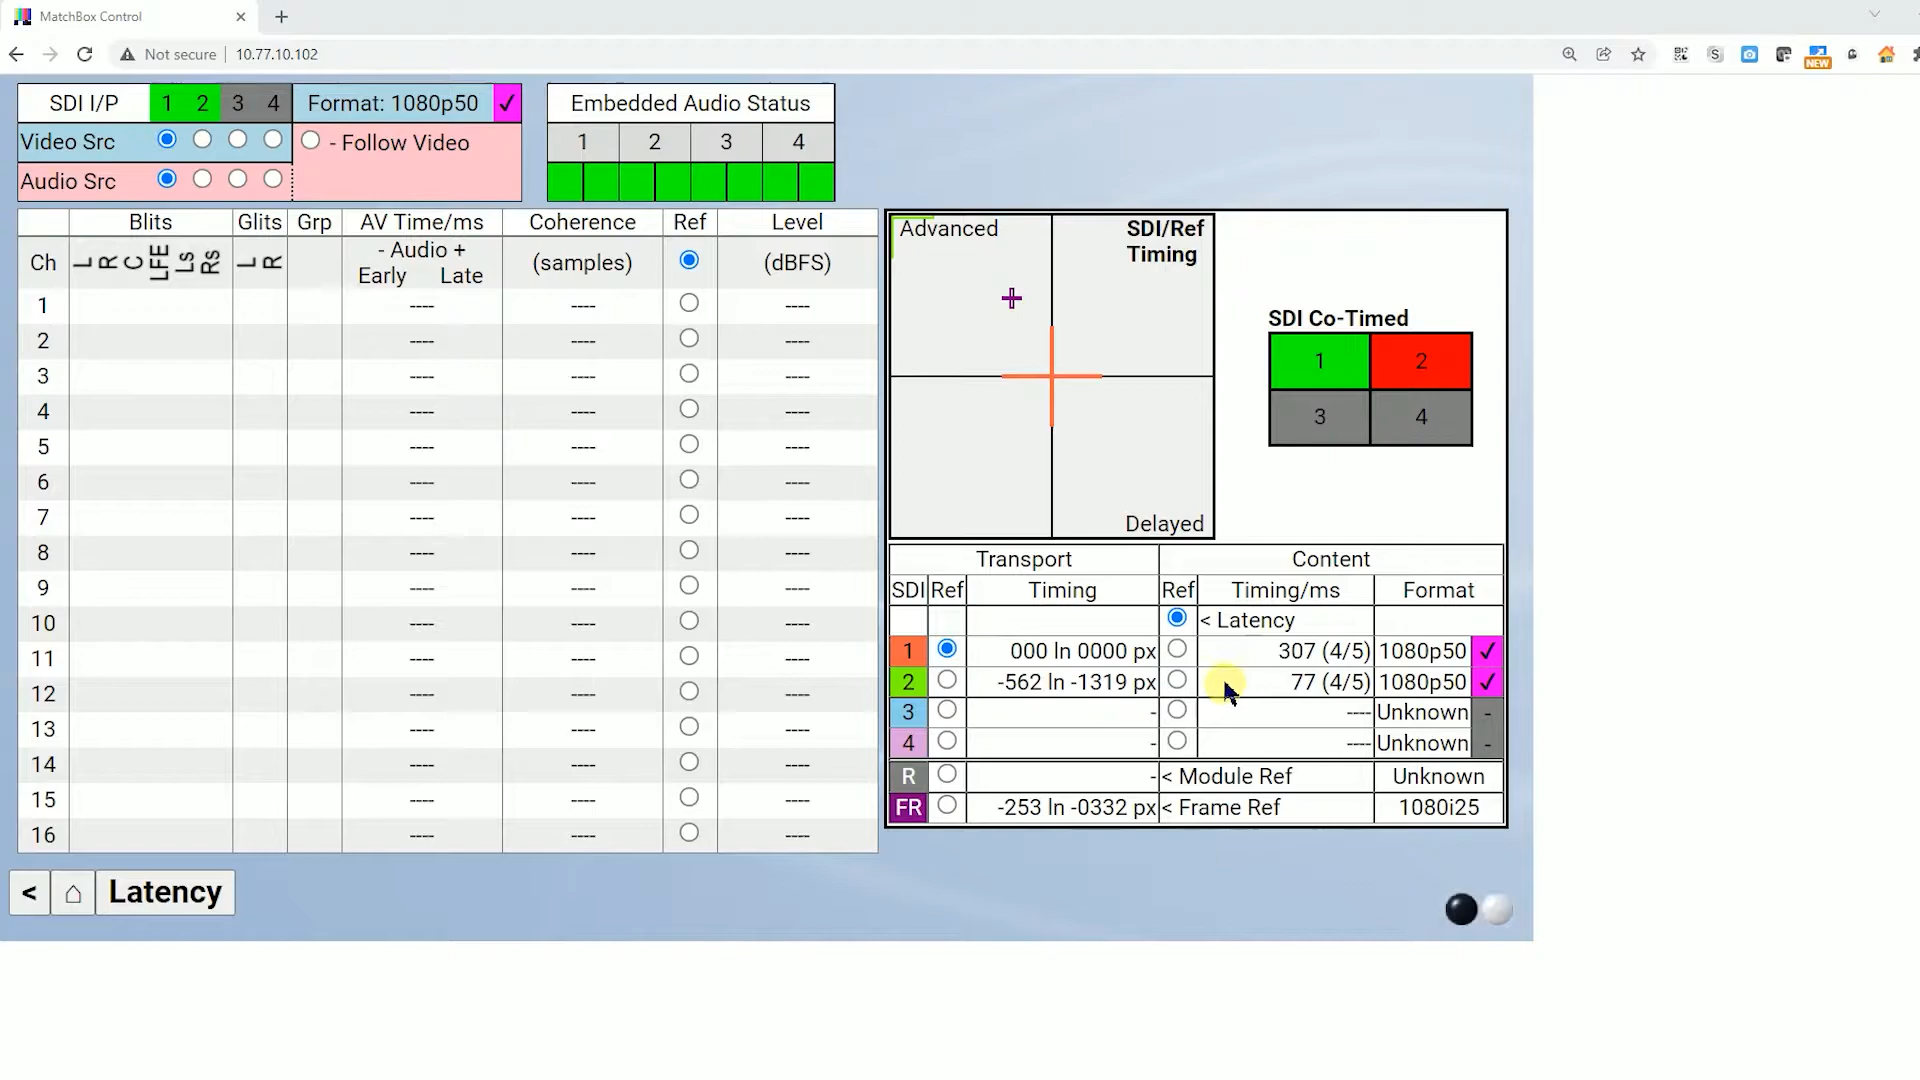 MatchBox Control
Not secure 10.77.10.102
NEW
SDI I/P 1 2 3 4 Format: 1080p50 ✓
Video Src - Follow Video
Audio Src
Embedded Audio Status
1 2 3 4
Blits Glits Grp AV Time/ms Coherence Ref Level
Ch L R C LFE Ls Rs L R - Audio + Early Late (samples) (dBFS)
1 ---- ---- ----
2 ---- ---- ----
3 ---- ---- ----
4 ---- ---- ----
5 ---- ---- ----
6 ---- ---- ----
7 ---- ---- ----
8 ---- ---- ----
9 ---- ---- ----
10 ---- ---- ----
11 ---- ---- ----
12 ---- ---- ----
13 ---- ---- ----
14 ---- ---- ----
15 ---- ---- ----
16 ---- ---- ----
Advanced SDI/Ref
Timing
Delayed
SDI Co-Timed
1 2
3 4
Transport Content
SDI Ref Timing Ref Timing/ms Format
< Latency
1 000 ln 0000 px 307 (4/5) 1080p50 ✓
2 -562 ln -1319 px 77 (4/5) 1080p50 ✓
3 - ---- Unknown -
4 - ---- Unknown -
R - < Module Ref Unknown
FR -253 ln -0332 px < Frame Ref 1080i25
< Latency